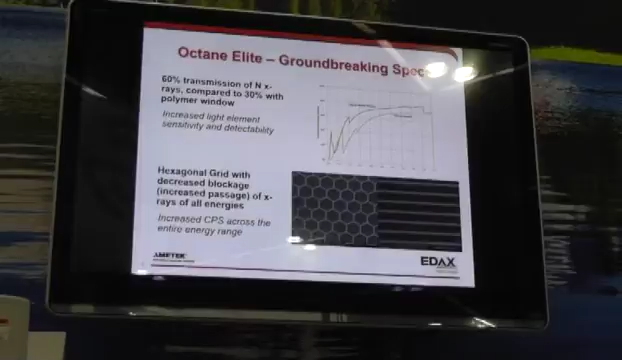 Octane Elite – Groundbreaking
60% transmission of N x-
rays, compared to 30% with
polymer window
Increased light element
sensitivity and detectability
Hexagonal Grid with
decreased blockage
(increased passage) of x-
rays of all energies
Increased CPS across the
entire energy range
AMETEK
EDAX